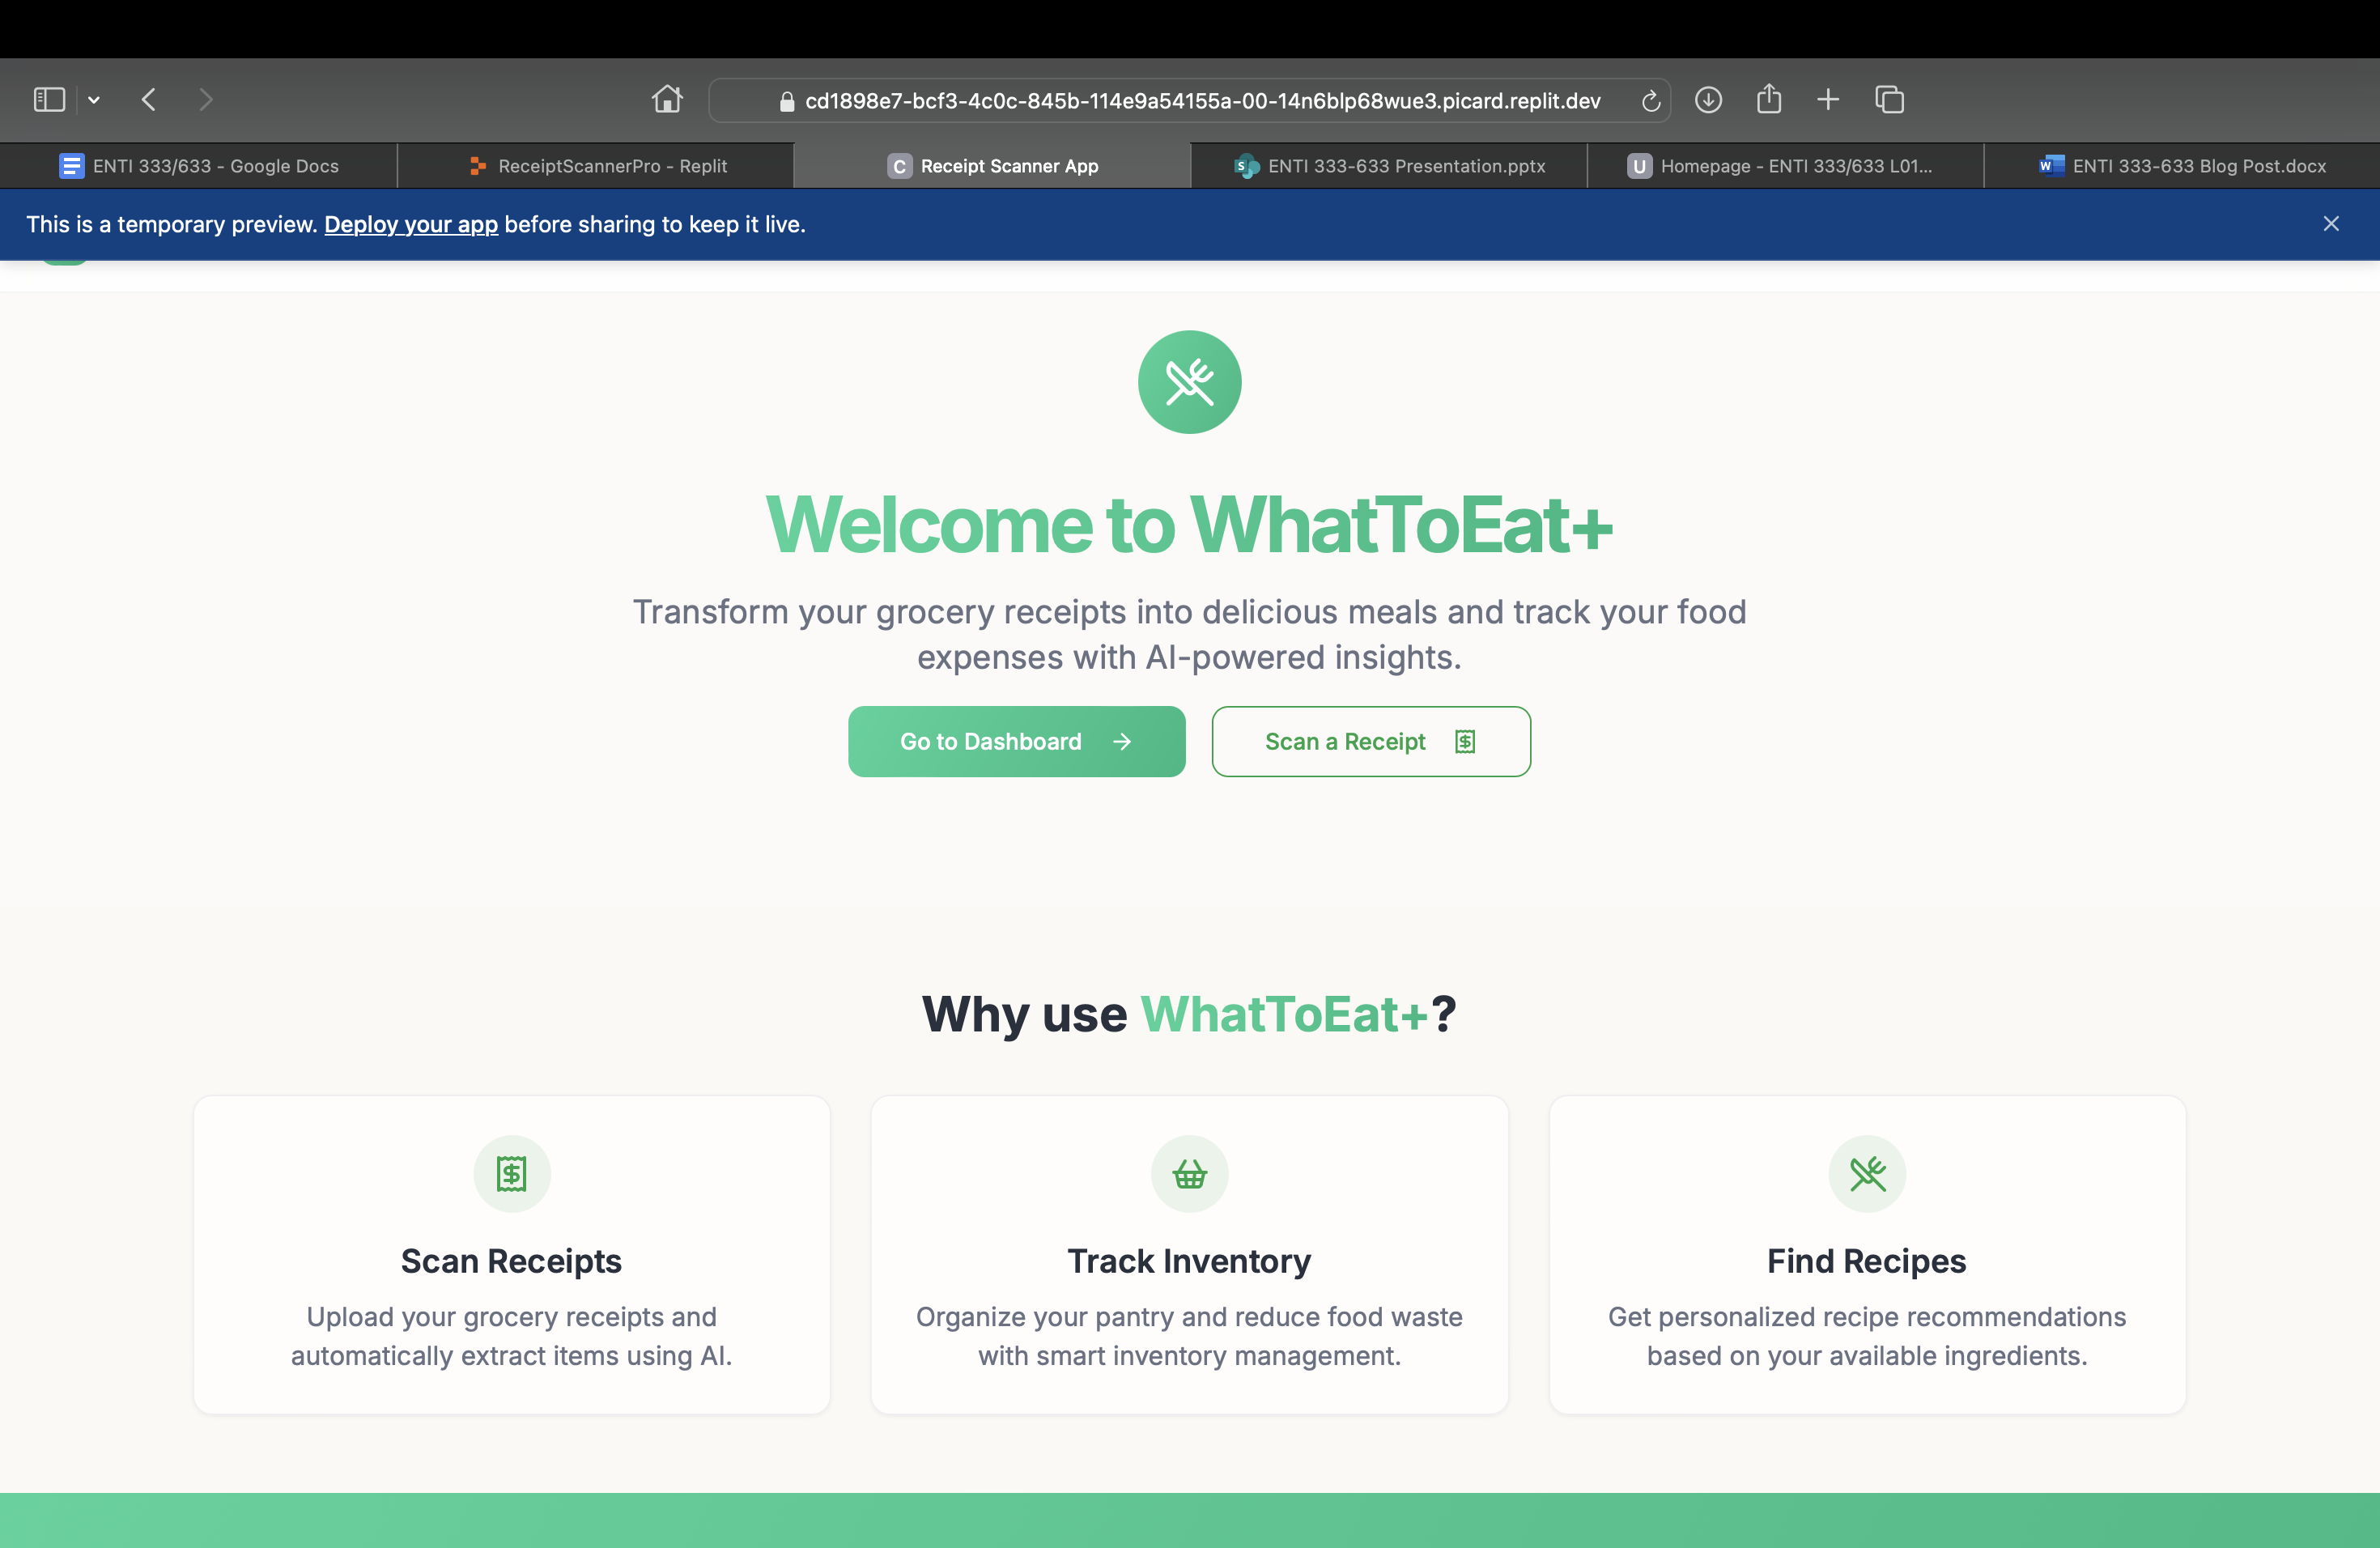 cd1898e7-bcf3-4c0c-845b-114e9a54155a-00-14n6blp68wue3.picard.replit.dev
ENTI 333/633 - Google Docs
ReceiptScannerPro - Replit
C Receipt Scanner App
S ENTI 333-633 Presentation.pptx
U Homepage - ENTI 333/633 L01...
W ENTI 333-633 Blog Post.docx
This is a temporary preview. Deploy your app before sharing to keep it live.
Welcome to WhatToEat+
Transform your grocery receipts into delicious meals and track your food
expenses with AI-powered insights.
Go to Dashboard
Scan a Receipt
Why use WhatToEat+?
Scan Receipts
Upload your grocery receipts and
automatically extract items using AI.
Track Inventory
Organize your pantry and reduce food waste
with smart inventory management.
Find Recipes
Get personalized recipe recommendations
based on your available ingredients.